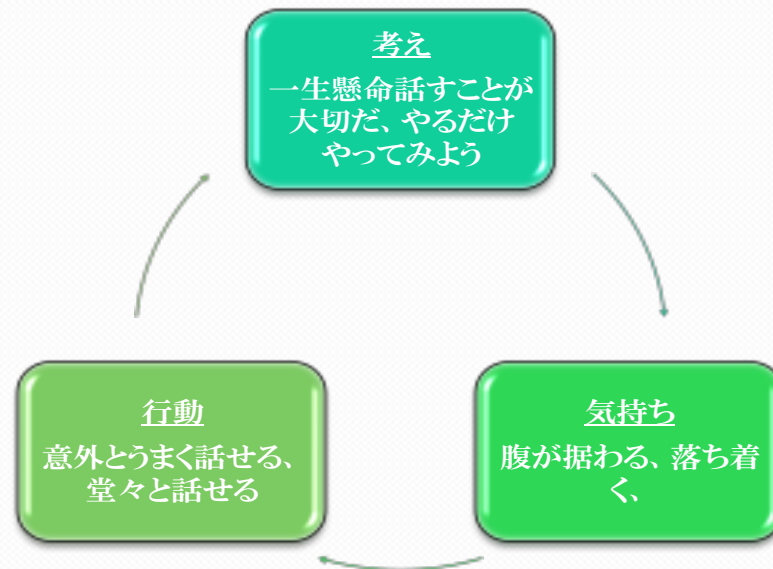 考え
一生懸命話すことが
大切だ、やるだけ
やってみよう
気持ち
腹が据わる、落ち着
く、
行動
意外とうまく話せる、
堂々と話せる